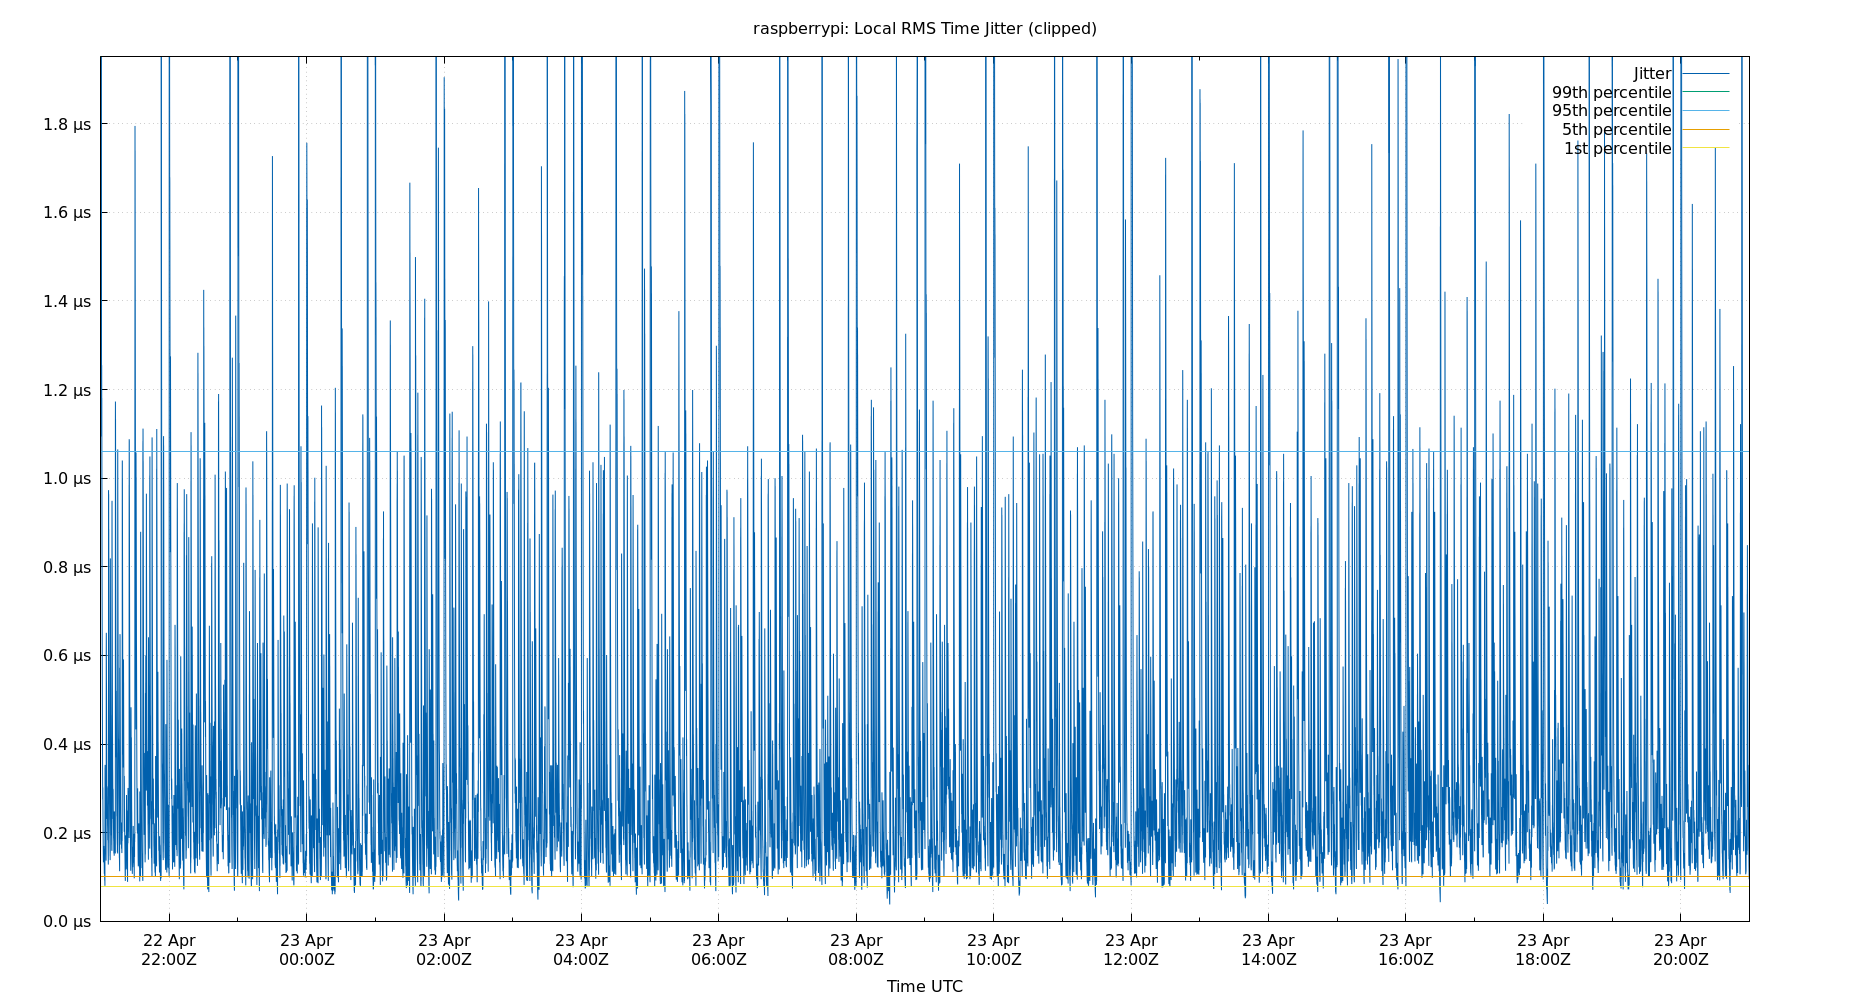 raspberrypi: Local RMS Time Jitter (clipped)
Jitter
99th percentile
95th percentile
5th percentile
1st percentile
1.8 µs
1.6 µs
1.4 µs
1.2 µs
1.0 µs
0.8 µs
0.6 µs
0.4 µs
0.2 µs
0.0 µs
22 Apr 23 Apr 23 Apr 23 Apr 23 Apr 23 Apr 23 Apr 23 Apr 23 Apr 23 Apr 23 Apr 23 Apr
22:00Z 00:00Z 02:00Z 04:00Z 06:00Z 08:00Z 10:00Z 12:00Z 14:00Z 16:00Z 18:00Z 20:00Z
Time UTC